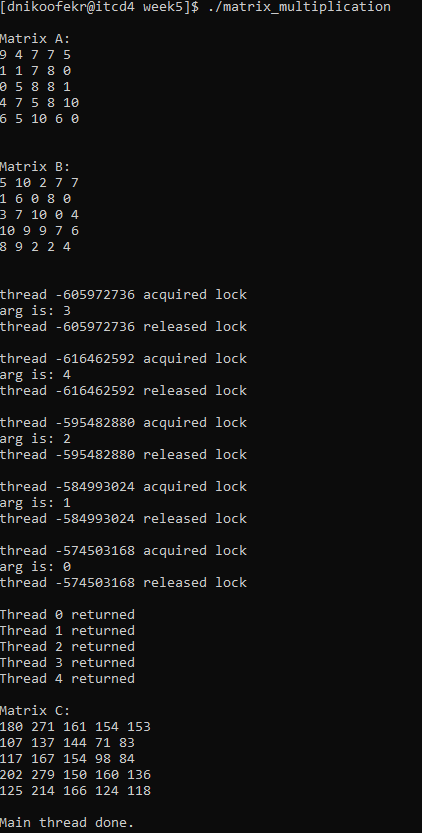 [dnikoofekr@itcd4 week5]$ ./matrix_multiplication
Matrix A:
9 4 7 7 5
1 1 7 8 0
0 5 8 8 1
4 7 5 8 10
6 5 10 6 0
Matrix B:
5 10 2 7 7
1 6 0 8 0
3 7 10 0 4
10 9 9 7 6
8 9 2 2 4
thread -605972736 acquired lock
arg is: 3
thread -605972736 released lock
thread -616462592 acquired lock
arg is: 4
thread -616462592 released lock
thread -595482880 acquired lock
arg is: 2
thread -595482880 released lock
thread -584993024 acquired lock
arg is: 1
thread -584993024 released lock
thread -574503168 acquired lock
arg is: 0
thread -574503168 released lock
Thread 0 returned
Thread 1 returned
Thread 2 returned
Thread 3 returned
Thread 4 returned
Matrix C:
180 271 161 154 153
107 137 144 71 83
117 167 154 98 84
202 279 150 160 136
125 214 166 124 118
Main thread done.